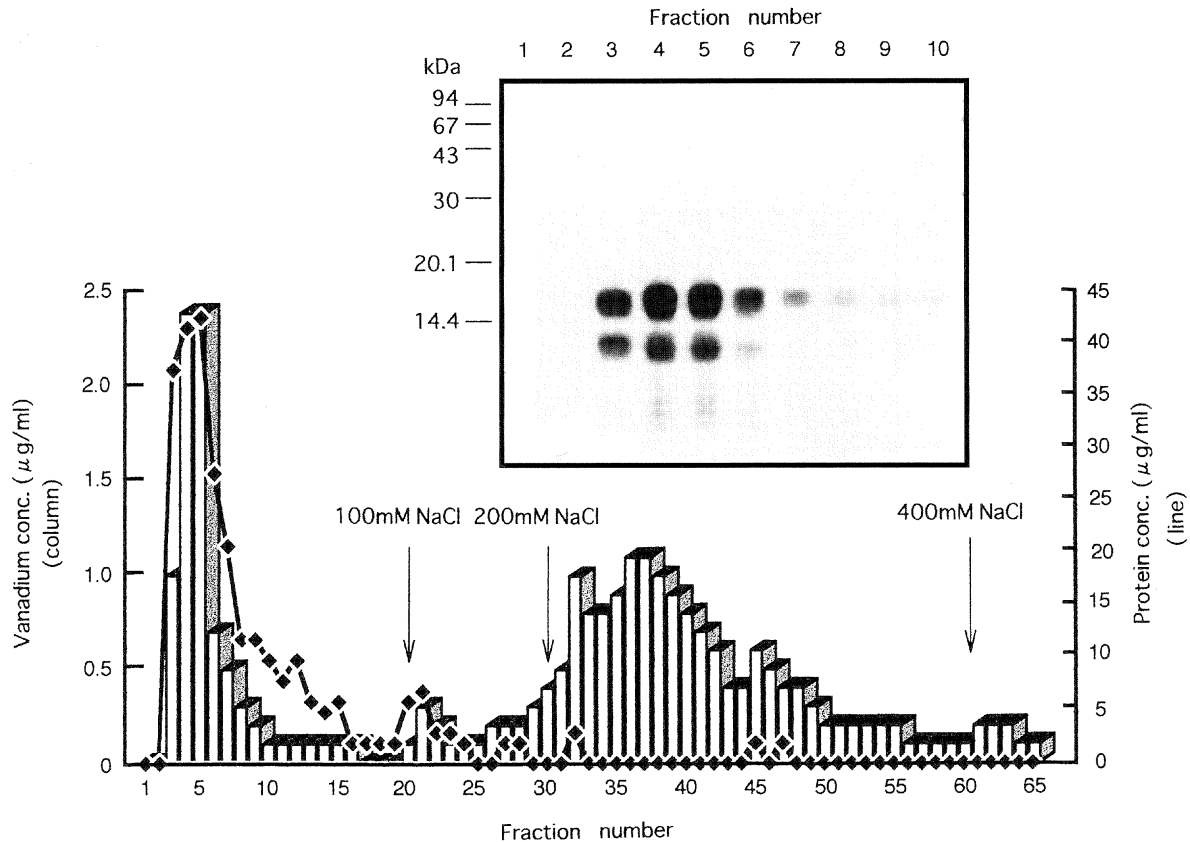 Fraction number
1 2 3 4 5 6 7 8 9 10
kDa
94
67
43
30
20.1
14.4
2.5
2.0
1.5
1.0
0.5
0
Vanadium conc. (μg/ml)
(column)
45
40
35
30
25
20
15
10
5
0
Protein conc. (μg/ml)
(line)
100mM NaCl 200mM NaCl
400mM NaCl
1 5 10 15 20 25 30 35 40 45 50 55 60 65
Fraction number